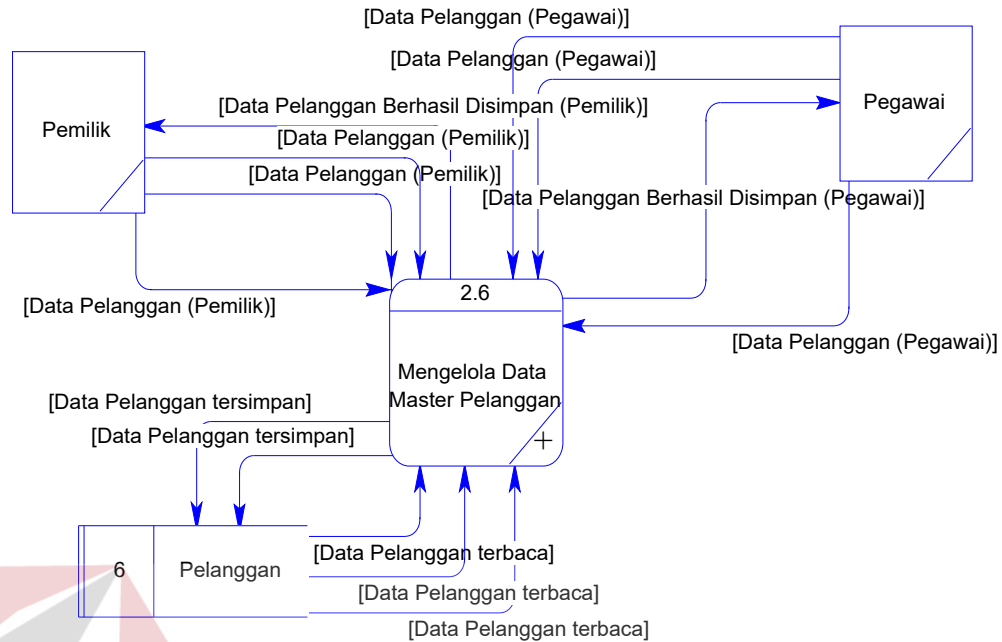 [Data Pelanggan (Pegawai)]
[Data Pelanggan (Pegawai)]
Pegawai
[Data Pelanggan Berhasil Disimpan (Pemilik)]
Pemilik
[Data Pelanggan (Pemilik)]
[Data Pelanggan (Pemilik)]
[Data Pelanggan Berhasil Disimpan (Pegawai)]
2.6
[Data Pelanggan (Pemilik)]
[Data Pelanggan (Pegawai)]
Mengelola Data
Master Pelanggan
[Data Pelanggan tersimpan]
[Data Pelanggan tersimpan]
+
[Data Pelanggan terbaca]
6
Pelanggan
[Data Pelanggan terbaca]
[Data Pelanggan terbaca]